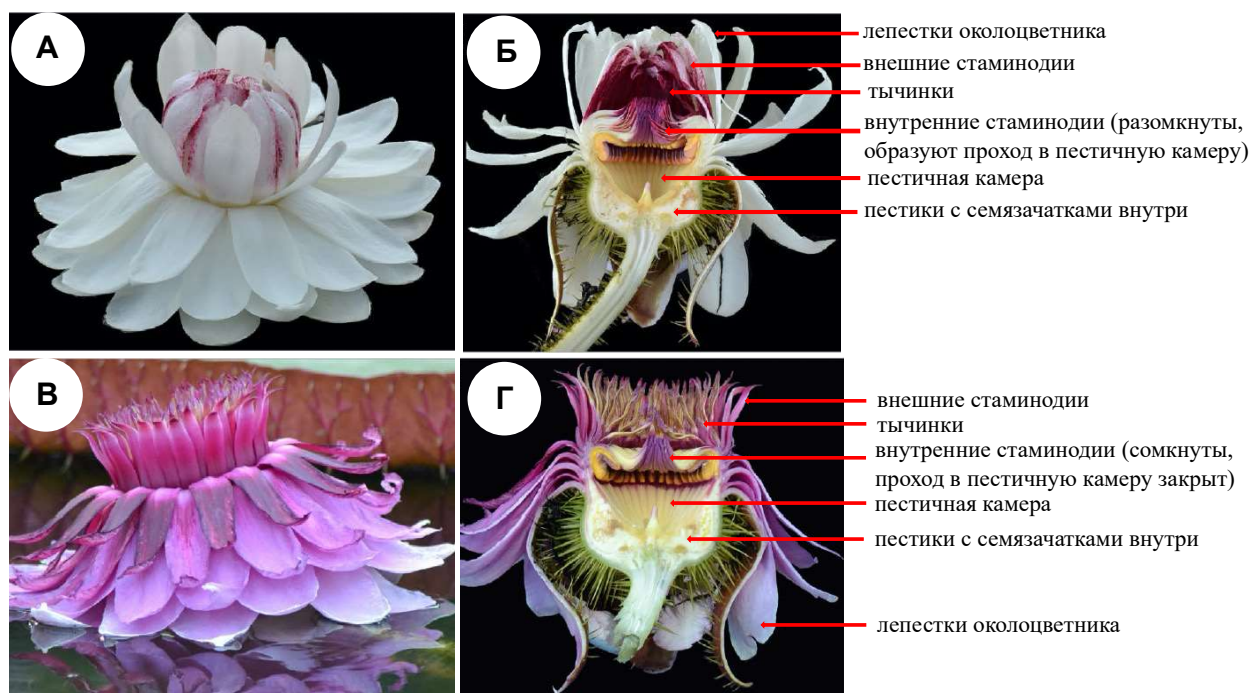 А
Б
лепестки околоцветника
внешние стаминодии
тычинки
внутренние стаминодии (разомкнуты,
образуют проход в пестичную камеру)
пестичная камера
пестики с семязачатками внутри
В
Г
внешние стаминодии
тычинки
внутренние стаминодии (сомкнуты,
проход в пестичную камеру закрыт)
пестичная камера
пестики с семязачатками внутри
лепестки околоцветника